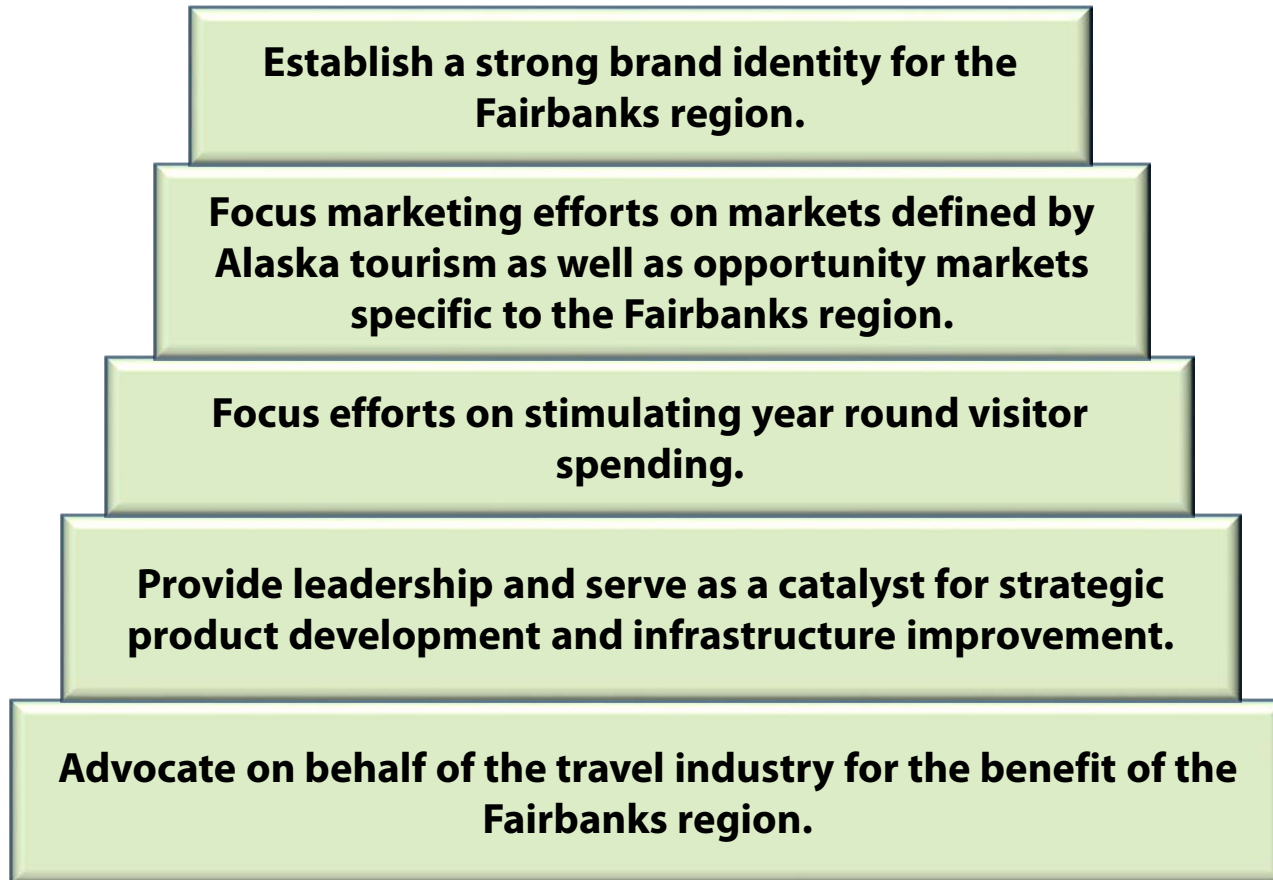 Establish a strong brand identity for the
Fairbanks region.
Focus marketing efforts on markets defined by
Alaska tourism as well as opportunity markets
specific to the Fairbanks region.
Focus efforts on stimulating year round visitor
spending.
Provide leadership and serve as a catalyst for strategic
product development and infrastructure improvement.
Advocate on behalf of the travel industry for the benefit of the
Fairbanks region.